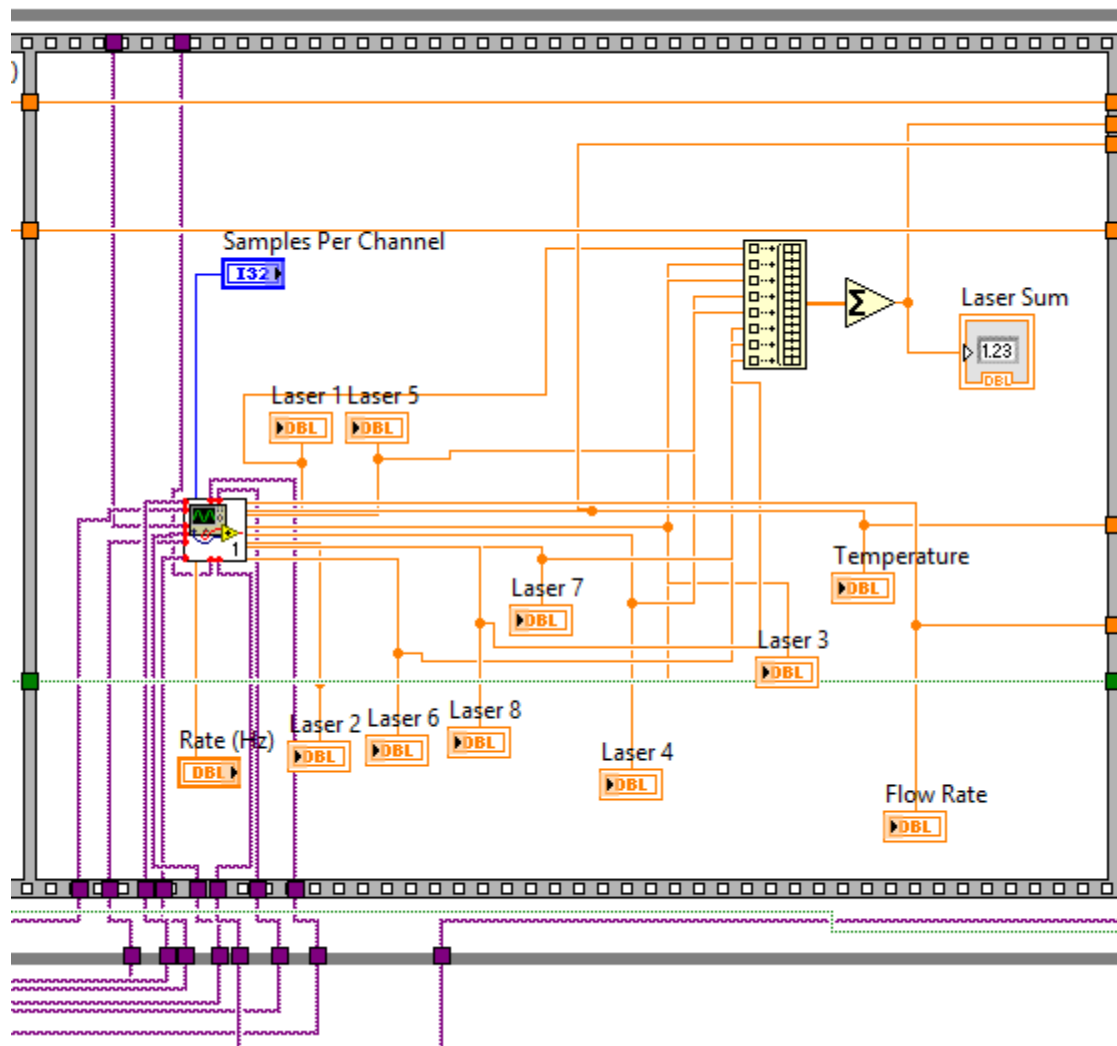 )
Samples Per Channel
I32
Σ
Laser Sum
1.23
DBL
Laser 1 Laser 5
DBL DBL
1
Temperature
DBL
Laser 7
DBL
Laser 3
DBL
Laser 2 Laser 6 Laser 8
DBL DBL DBL
Rate (Hz)
DBL
Laser 4
DBL
Flow Rate
DBL